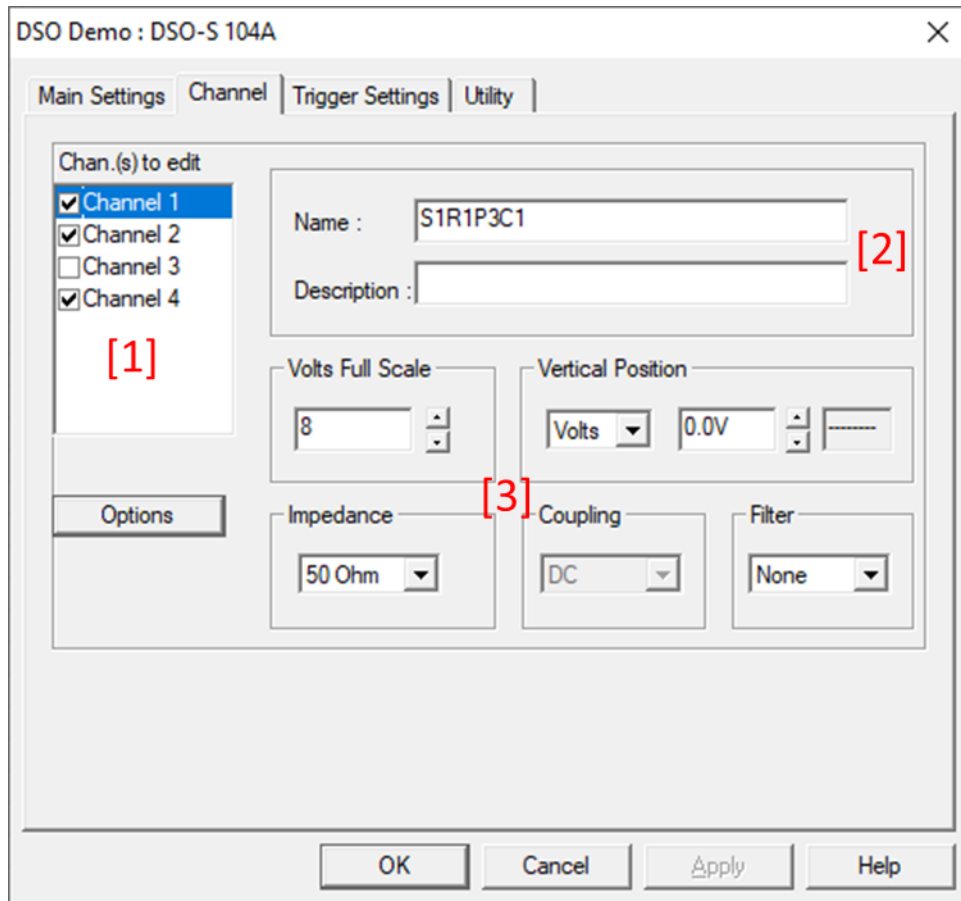 DSO Demo : DSO-S 104A
Main Settings Channel Trigger Settings Utility
Chan.(s) to edit
Channel 1
Channel 2
Channel 3
Channel 4
[1]
Options
Name : S1R1P3C1
Description :
[2]
Volts Full Scale
8
Vertical Position
Volts 0.0V --------
[3]
Impedance
50 Ohm
Coupling
DC
Filter
None
OK Cancel Apply Help